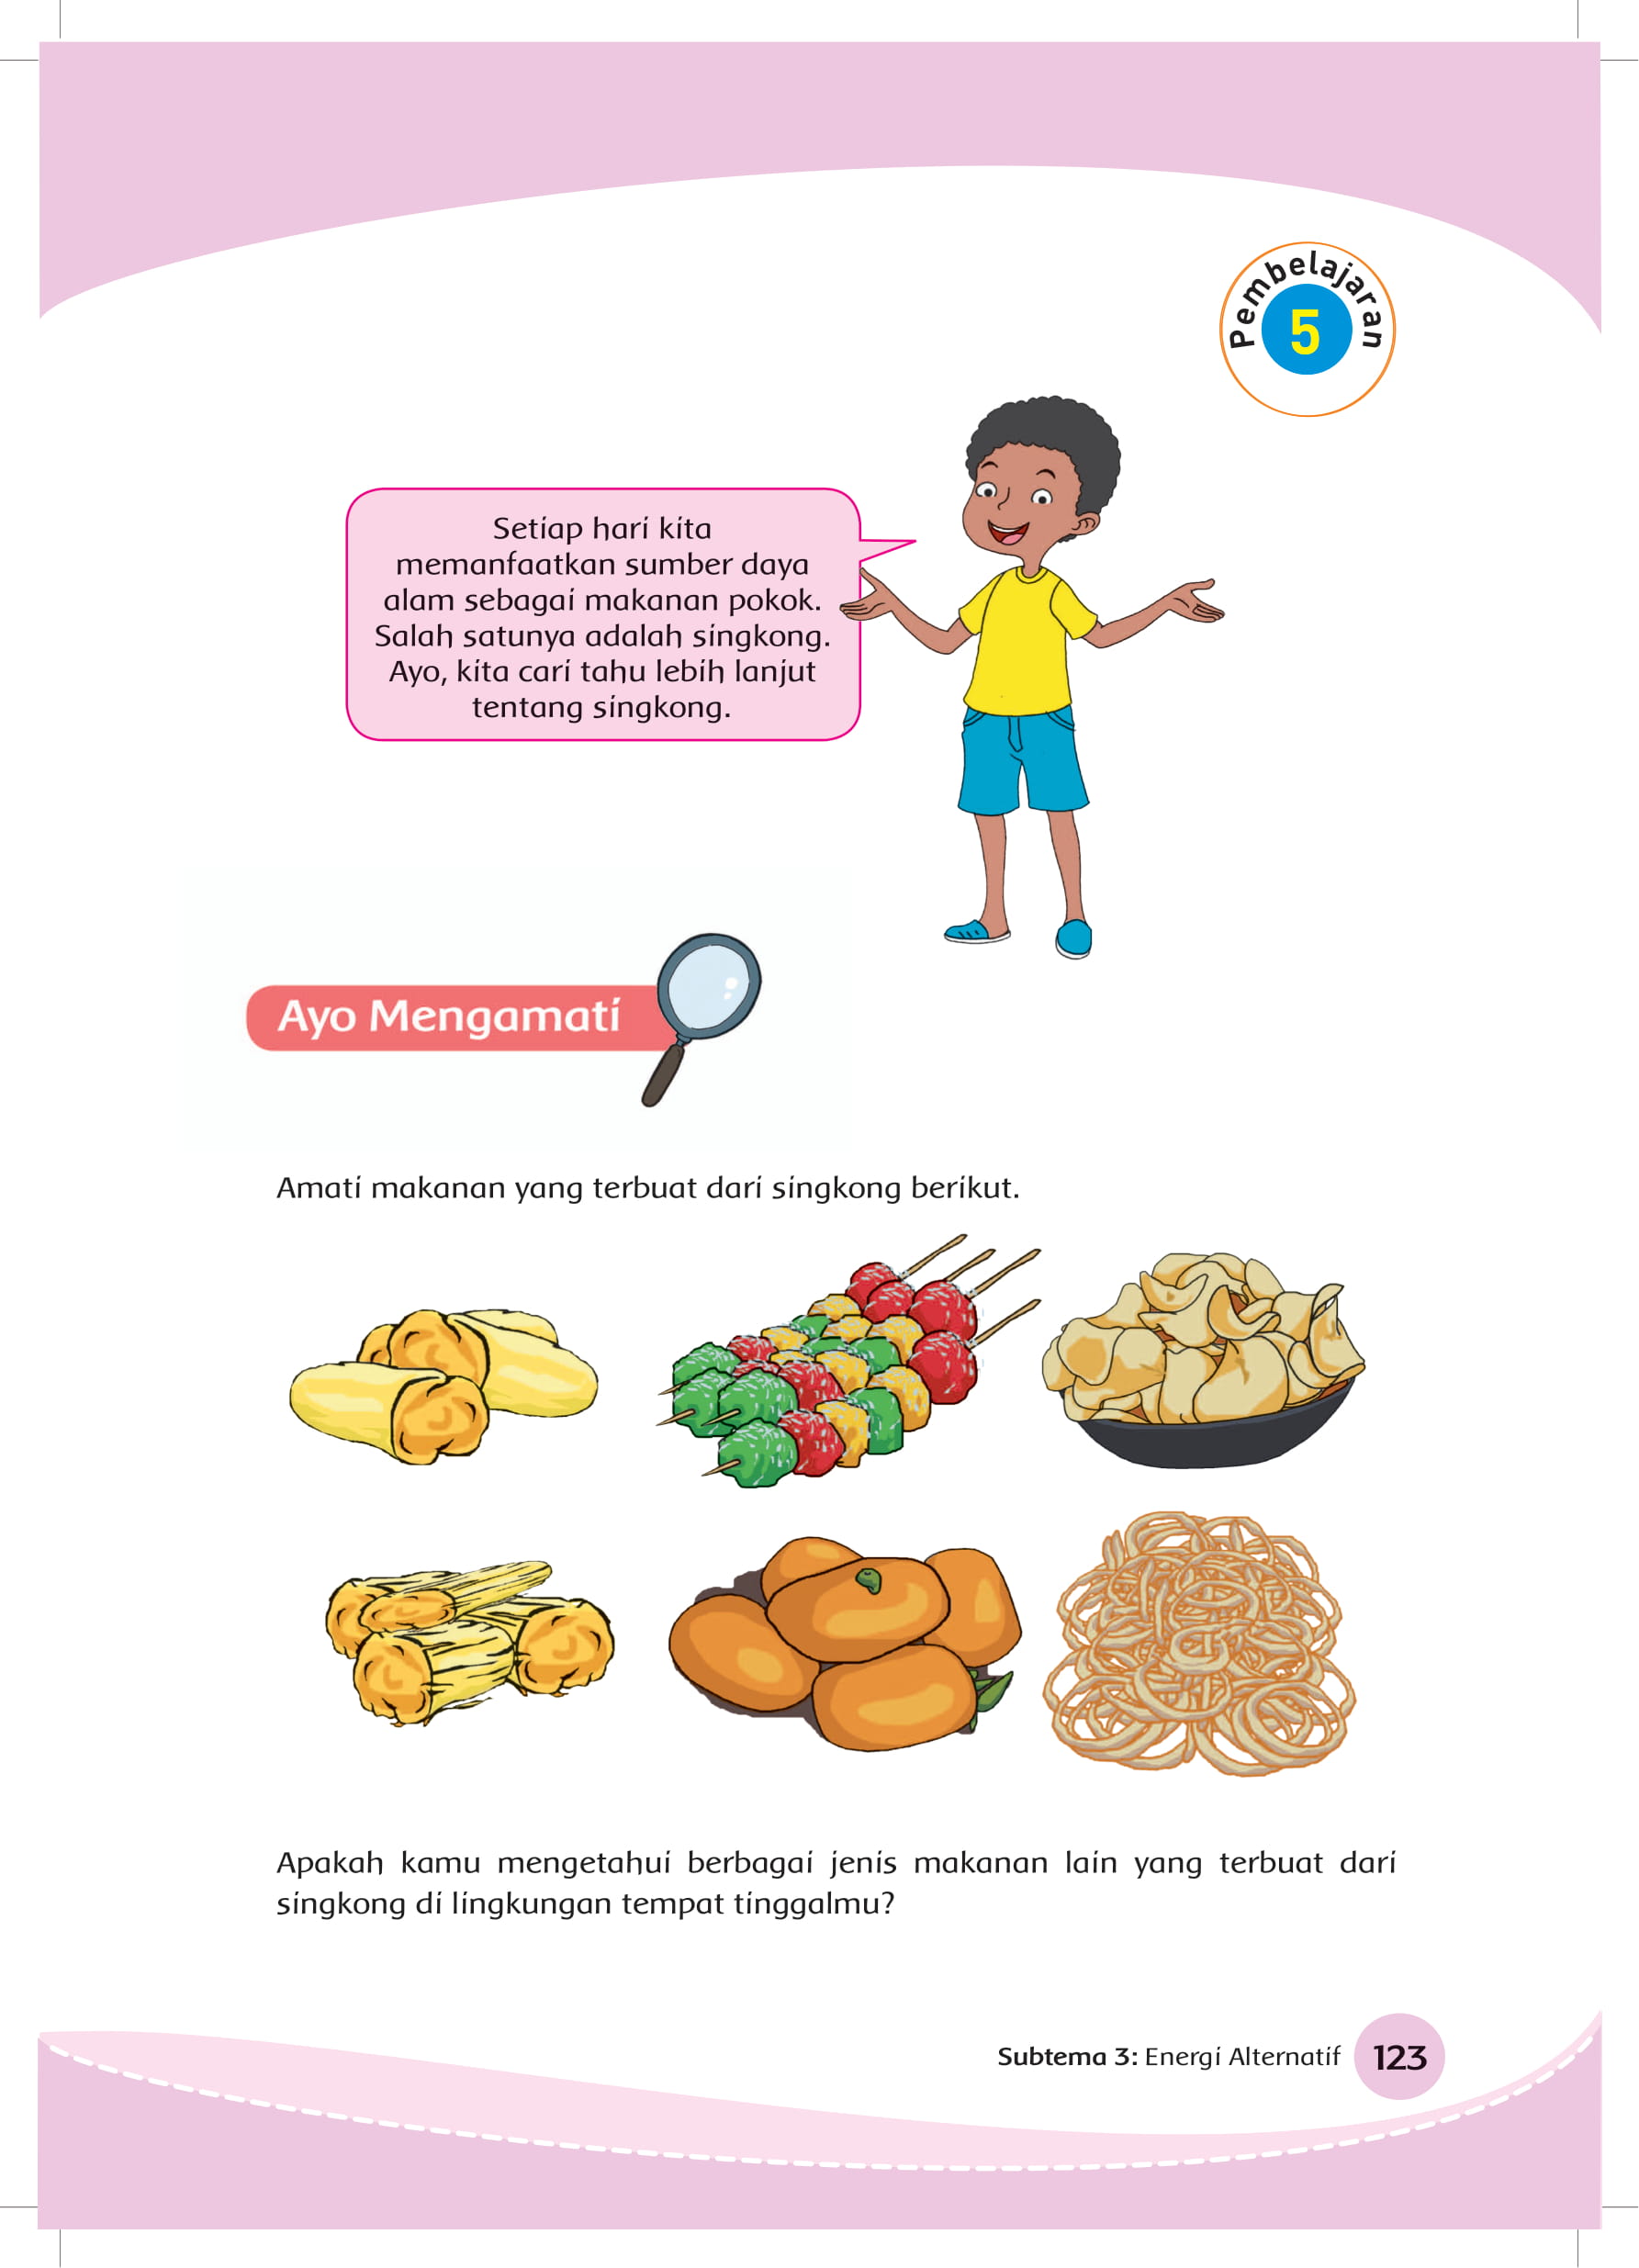 Pembelajaran
5
Setiap hari kita
memanfaatkan sumber daya
alam sebagai makanan pokok.
Salah satunya adalah singkong.
Ayo, kita cari tahu lebih lanjut
tentang singkong.
Ayo Mengamati
Amati makanan yang terbuat dari singkong berikut.
Apakah kamu mengetahui berbagai jenis makanan lain yang terbuat dari
singkong di lingkungan tempat tinggalmu?
Subtema 3: Energi Alternatif 123